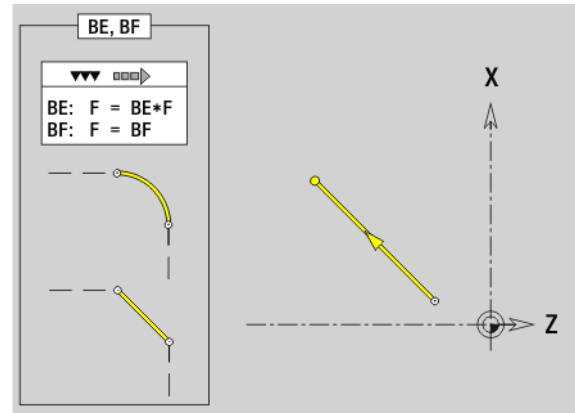 BE, BF
BE: F = BE*F
BF: F = BF
X
Z